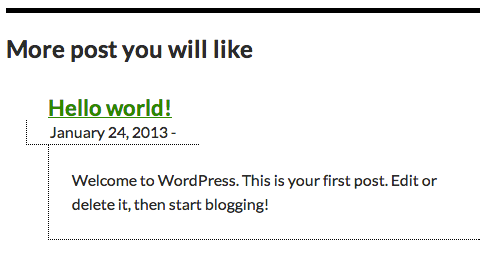 More post you will like
Hello world!
January 24, 2013 -
Welcome to WordPress. This is your first post. Edit or
delete it, then start blogging!